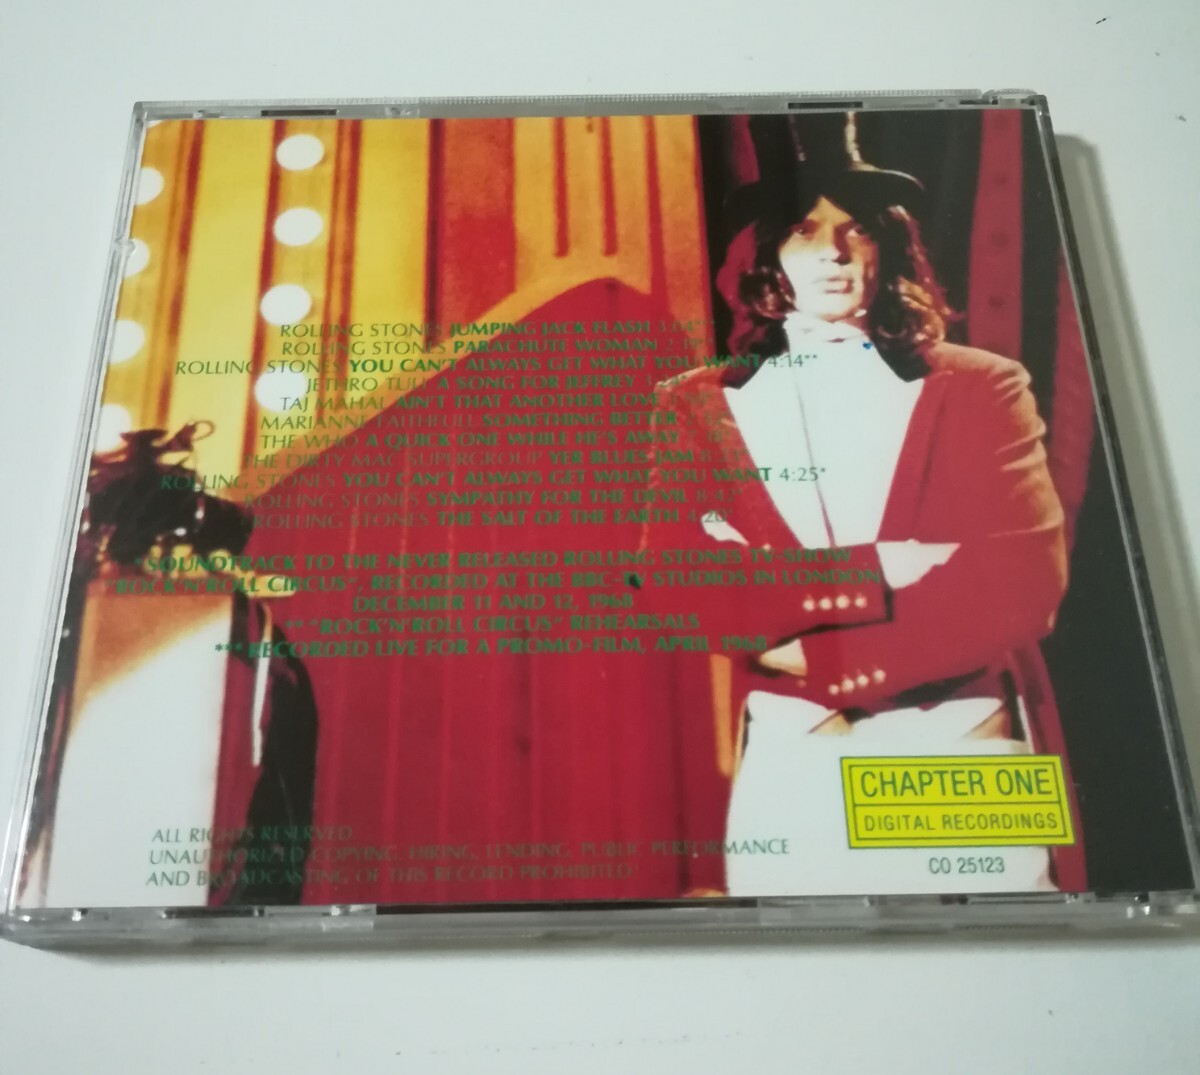 ROLLING STONES JUMPING JACK FLASH 3:04***
ROLLING STONES PARACHUTE WOMAN
ROLLING STONES YOU CAN'T ALWAYS GET WHAT YOU WANT 4:14**
JETHRO TULL A SONG FOR JEFFREY
TAJ MAHAL AIN'T THAT ANOTHER LOVE
MARIANNE FAITHFULL SOMETHING BETTER
THE WHO A QUICK ONE WHILE HE'S AWAY
THE DIRTY MAC SUPERGROUP YER BLUES JAM
ROLLING STONES YOU CAN'T ALWAYS GET WHAT YOU WANT 4:25*
ROLLING STONES SYMPATHY FOR THE DEVIL
ROLLING STONES THE SALT OF THE EARTH 4:20*
*SOUNDTRACK TO THE NEVER RELEASED ROLLING STONES TV-SHOW
"ROCK'N'ROLL CIRCUS", RECORDED AT THE BBC-TV STUDIOS IN LONDON
DECEMBER 11 AND 12, 1968
** "ROCK'N'ROLL CIRCUS" REHEARSALS
*** RECORDED LIVE FOR A PROMO-FILM, APRIL 1968
ALL RIGHTS RESERVED
UNAUTHORIZED COPYING, HIRING, LENDING, PUBLIC PERFORMANCE
AND BROADCASTING OF THIS RECORD PROHIBITED
CHAPTER ONE
DIGITAL RECORDINGS
CO 25123